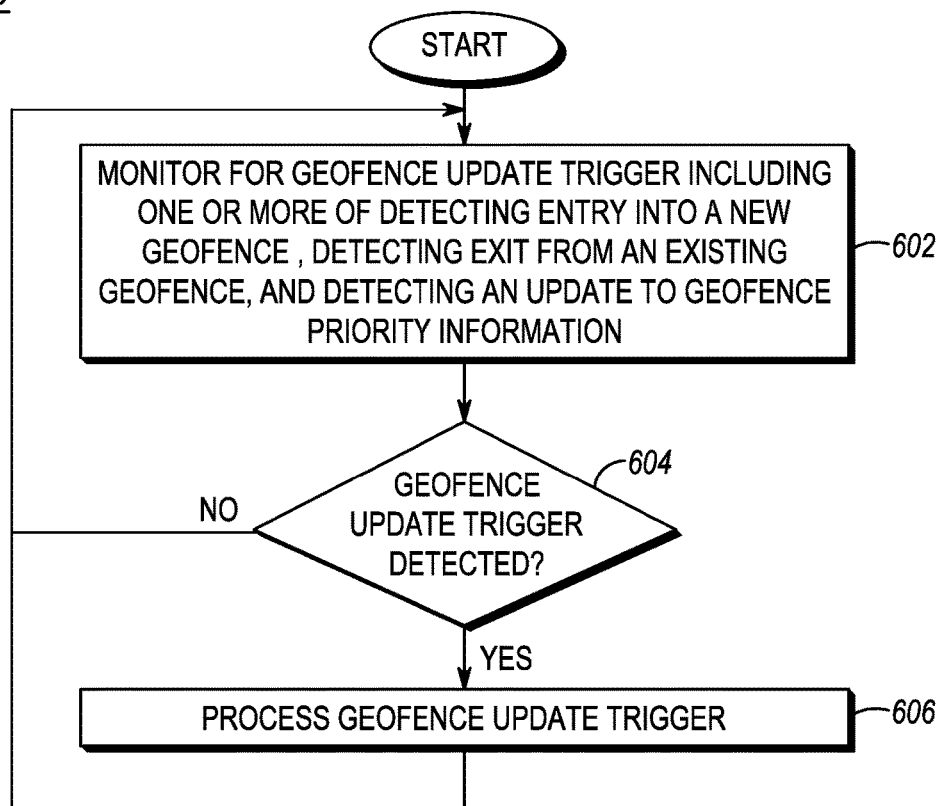 START
MONITOR FOR GEOFENCE UPDATE TRIGGER INCLUDING
ONE OR MORE OF DETECTING ENTRY INTO A NEW
GEOFENCE , DETECTING EXIT FROM AN EXISTING
GEOFENCE, AND DETECTING AN UPDATE TO GEOFENCE
PRIORITY INFORMATION
602
604
GEOFENCE
UPDATE TRIGGER
DETECTED?
NO
YES
PROCESS GEOFENCE UPDATE TRIGGER
606